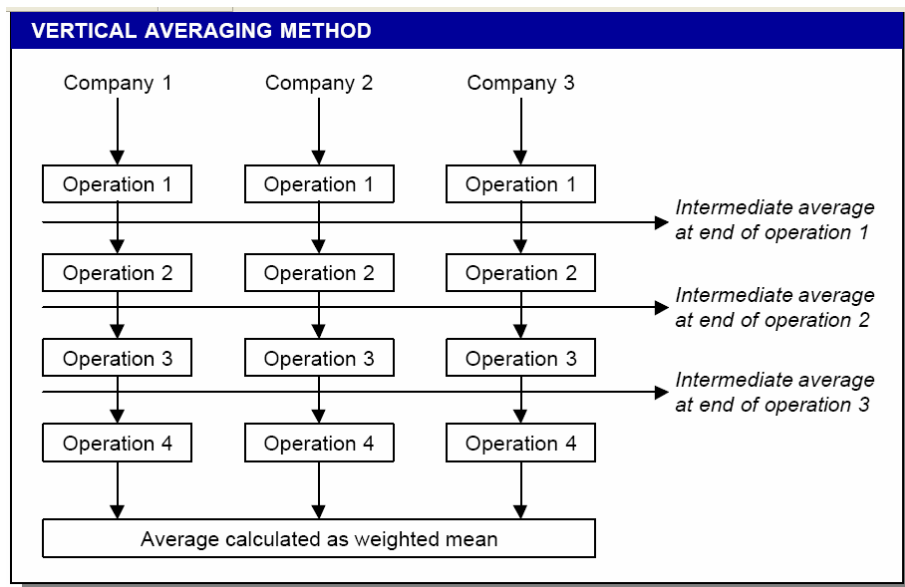 VERTICAL AVERAGING METHOD
Company 1
Company 2
Company 3
Operation 1
Operation 1
Operation 1
Intermediate average
at end of operation 1
Operation 2
Operation 2
Operation 2
Intermediate average
at end of operation 2
Operation 3
Operation 3
Operation 3
Intermediate average
at end of operation 3
Operation 4
Operation 4
Operation 4
Average calculated as weighted mean